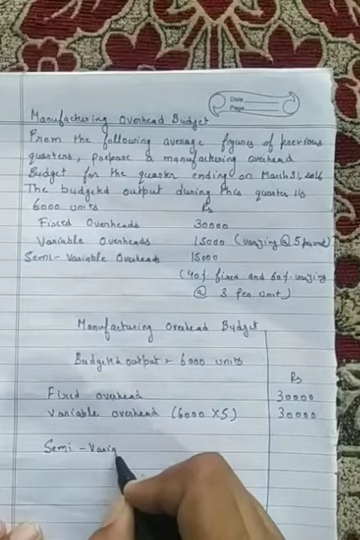 Date
Page
Manufacturing Overhead Budget
From the following average figures of previous
quarters, prepare a manufacturing overhead
Budget for the quarter ending on March 31, 2016
The budgeted output during this quarter is
6000 units Rs
Fixed Overheads 30000
Variable Overheads 15000 (varying @ 5 per unit)
Semi-Variable Overheads 15000
(40% fixed and 60% varying
@ 3 Per unit)
Manufacturing Overhead Budget
Budgeted output = 6000 units
Rs
Fixed overhead 30000
Variable overhead (6000 X 5) 30000
Semi - Varia